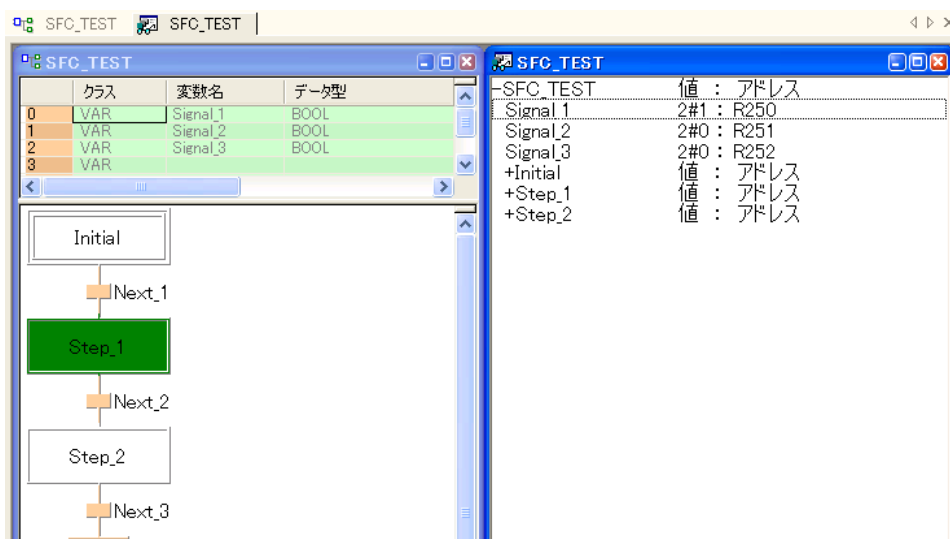 SFC_TEST SFC_TEST
SFC_TEST
クラス 変数名 データ型
0 VAR Signal_1 BOOL
1 VAR Signal_2 BOOL
2 VAR Signal_3 BOOL
3 VAR
Initial
Next_1
Step_1
Next_2
Step_2
Next_3
SFC_TEST
-SFC_TEST 値 : アドレス
Signal_1 2#1 : R250
Signal_2 2#0 : R251
Signal_3 2#0 : R252
+Initial 値 : アドレス
+Step_1 値 : アドレス
+Step_2 値 : アドレス